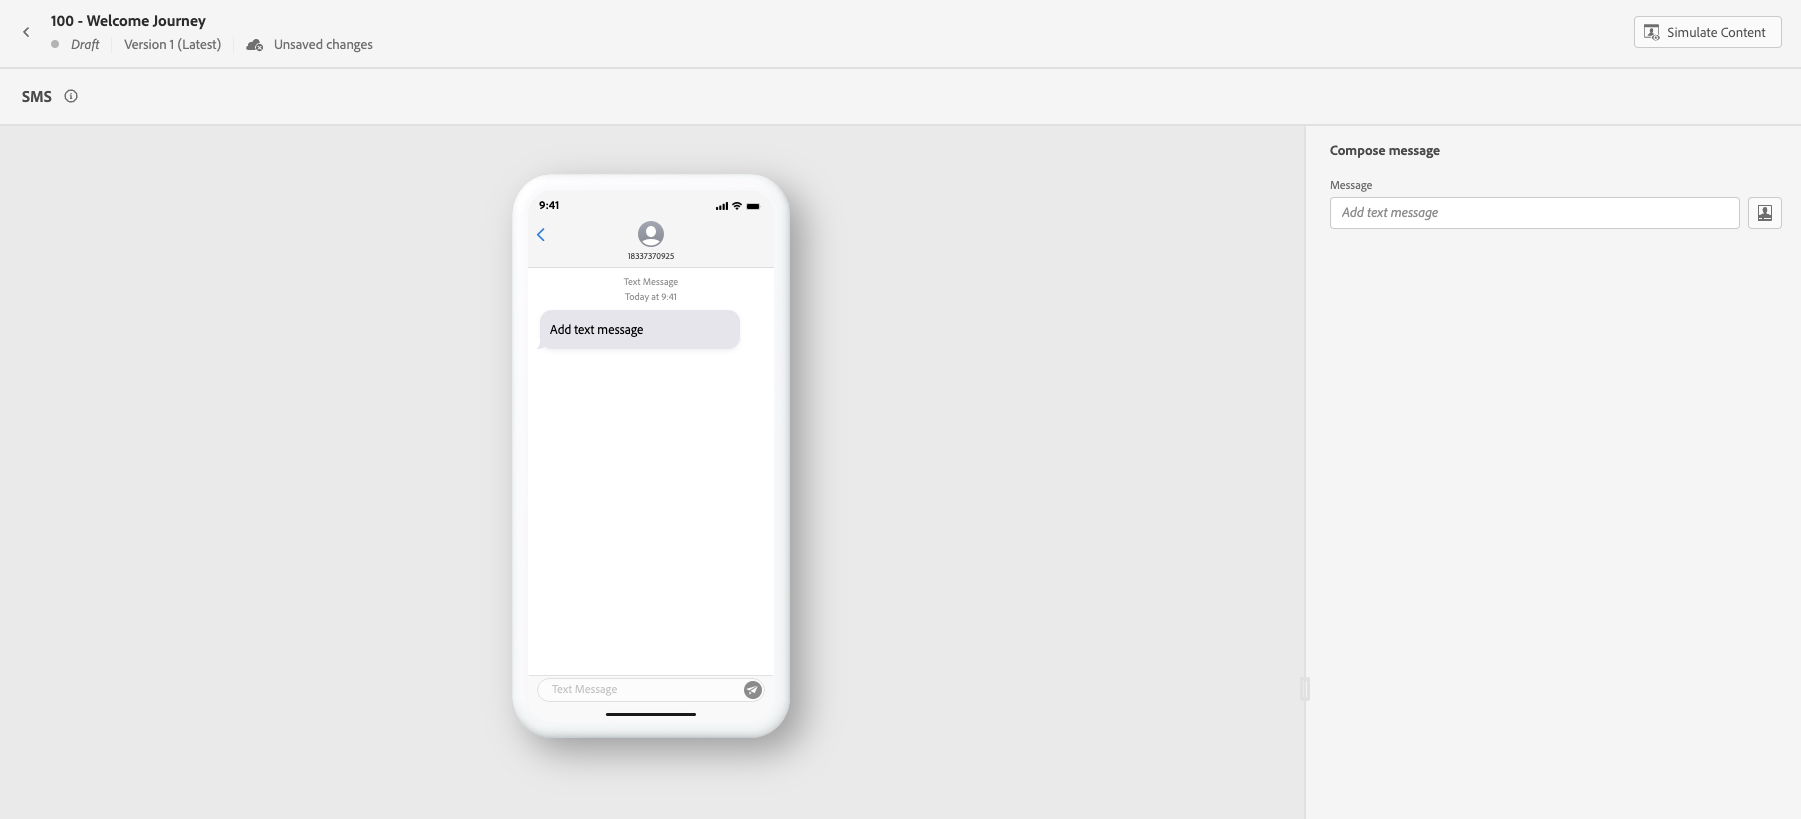 100 - Welcome Journey
Draft
Version 1 (Latest)
Unsaved changes
Simulate Content
SMS
Compose message
Message
Add text message
9:41
18337370925
Text Message
Today at 9:41
Add text message
Text Message